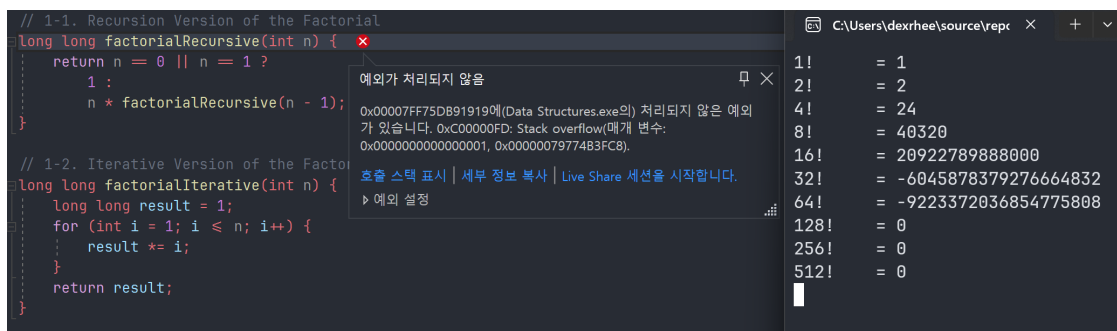 // 1-1. Recursion Version of the Factorial
long long factorialRecursive(int n) {
return n == 0 || n == 1 ?
1 :
n * factorialRecursive(n - 1);
}
// 1-2. Iterative Version of the Factor
long long factorialIterative(int n) {
long long result = 1;
for (int i = 1; i <= n; i++) {
result *= i;
}
return result;
}
예외가 처리되지 않음
0x00007FF75DB91919에(Data Structures.exe의) 처리되지 않은 예외
가 있습니다. 0xC00000FD: Stack overflow(매개 변수:
0x0000000000000001, 0x00000079774B3FC8).
호출 스택 표시 | 세부 정보 복사 | Live Share 세션을 시작합니다.
예외 설정
C:\Users\dexrhee\source\repo
1! = 1
2! = 2
4! = 24
8! = 40320
16! = 20922789888000
32! = -6045878379276664832
64! = -9223372036854775808
128! = 0
256! = 0
512! = 0